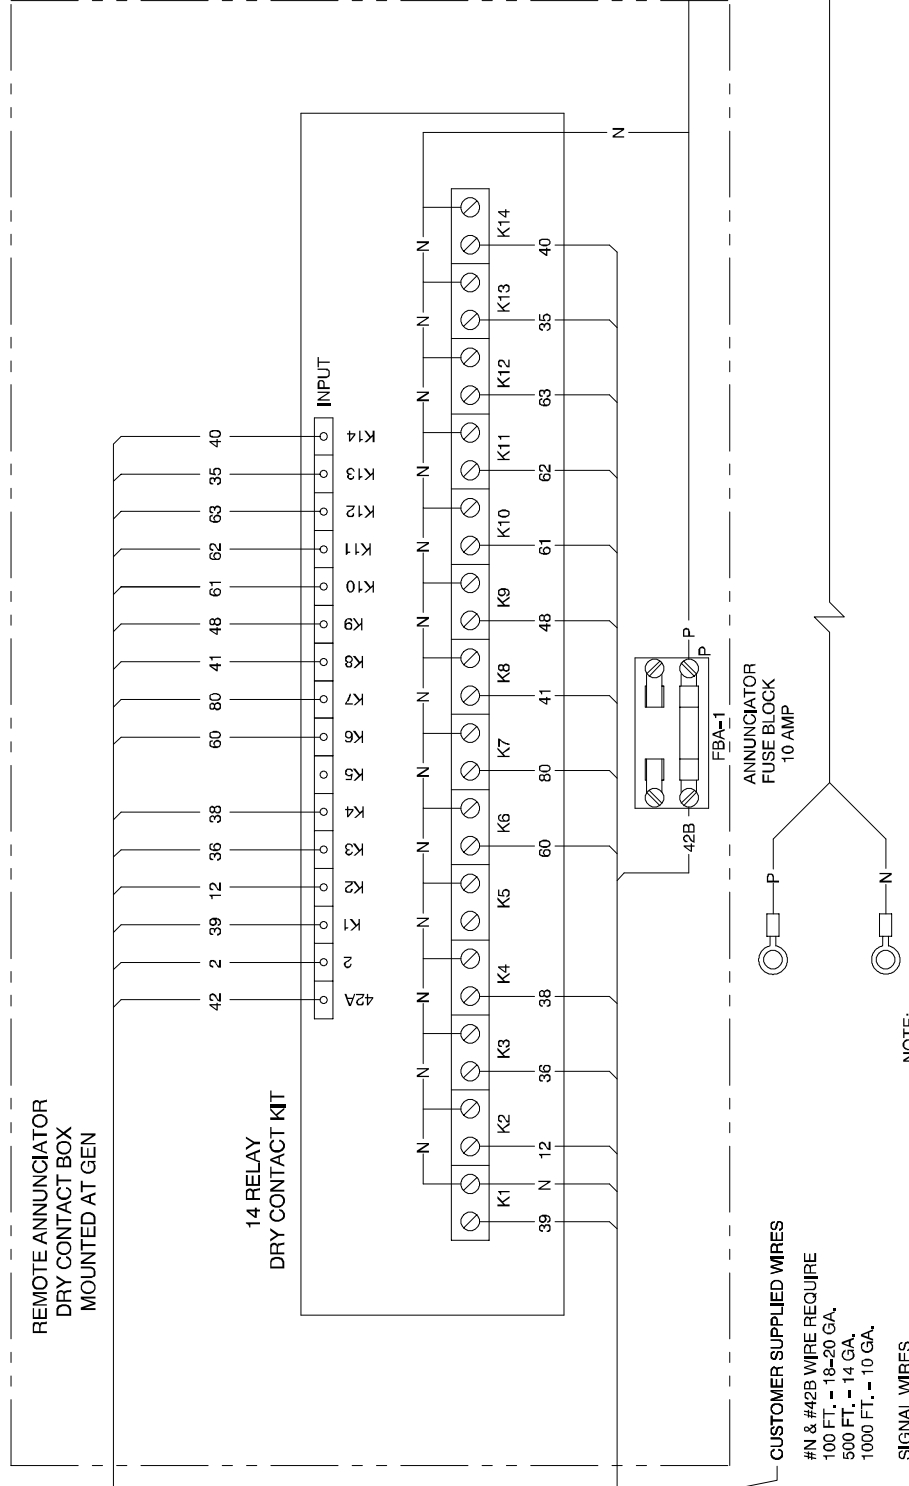 REMOTE ANNUNCIATOR
DRY CONTACT BOX
MOUNTED AT GEN
42 2 39 12 36 38 60 80 41 48 61 62 63 35 40
14 RELAY
DRY CONTACT KIT
INPUT
42A 2 K1 K2 K3 K4 K5 K6 K7 K8 K9 K10 K11 K12 K13 K14
N N N N N N N N N N N N N
K1 K2 K3 K4 K5 K6 K7 K8 K9 K10 K11 K12 K13 K14
39 N 12 36 38 60 80 41 48 61 62 63 35 40
N
42B
P
P
FBA-1
ANNUNCIATOR
FUSE BLOCK
10 AMP
P
N
CUSTOMER SUPPLIED WIRES
#N & #42B WIRE REQUIRE
100 FT. - 18-20 GA.
500 FT. - 14 GA.
1000 FT. - 10 GA.
SIGNAL WIRES
NOTE: